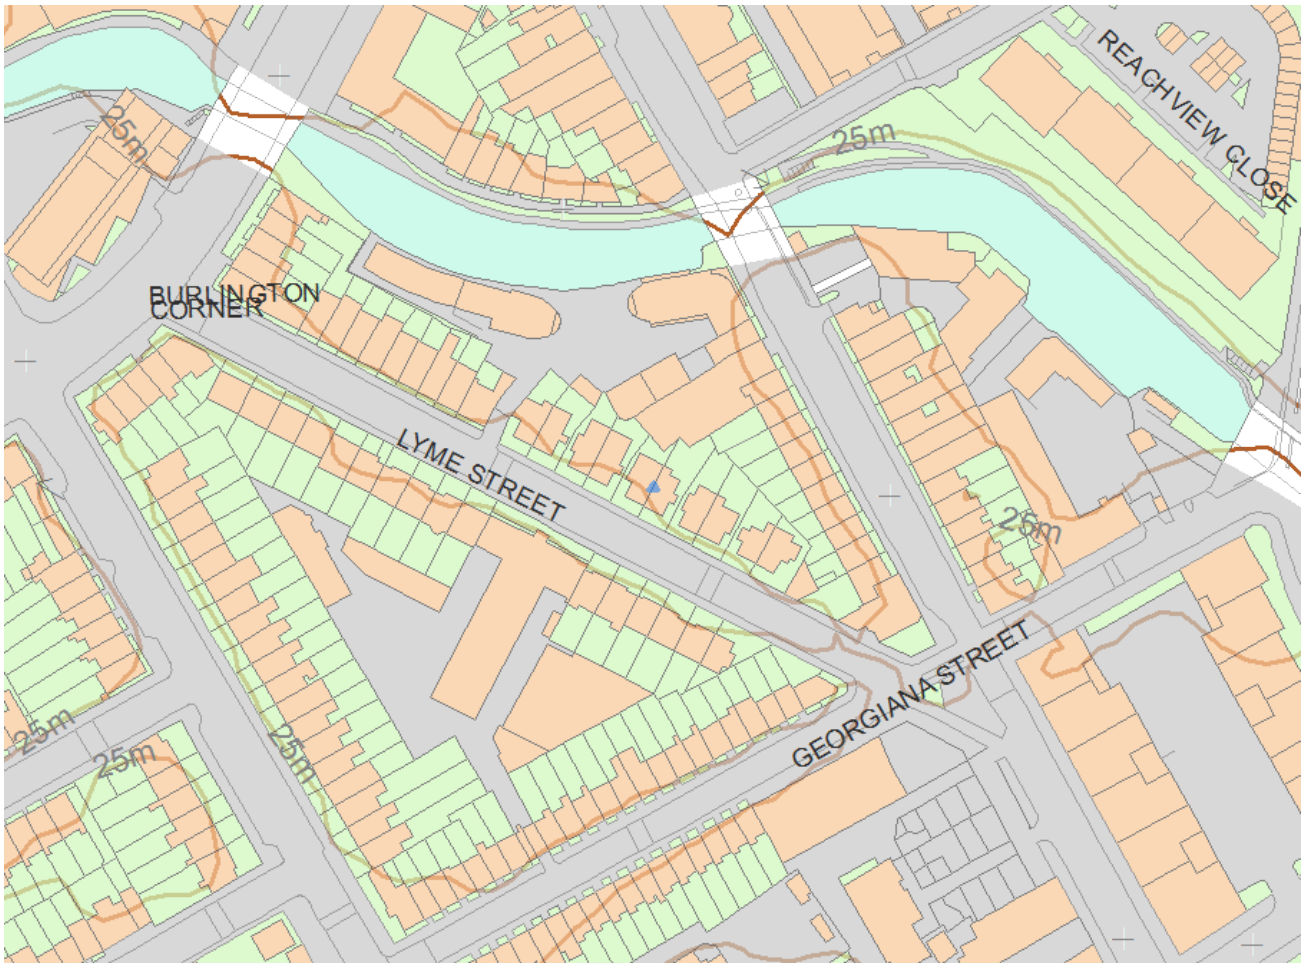 REACHVIEW CLOSE
25m
25m
BURLINGTON
CORNER
LYME STREET
25m
GEORGIANA STREET
25m
25m
25m